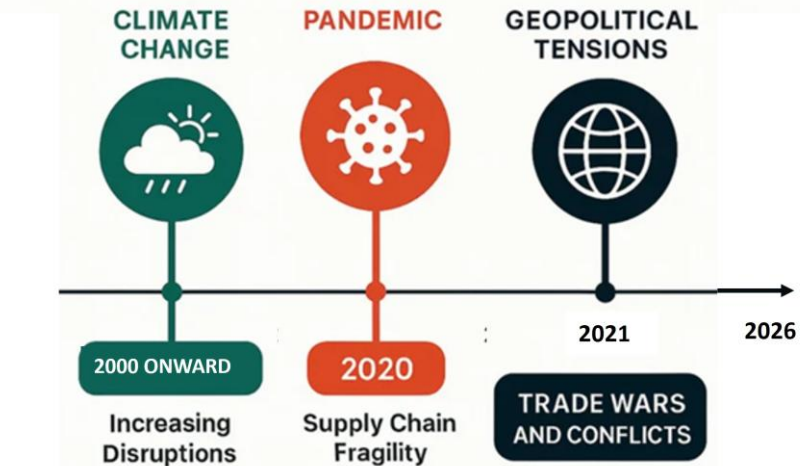 CLIMATE
CHANGE
PANDEMIC
GEOPOLITICAL
TENSIONS
2000 ONWARD
Increasing
Disruptions
2020
Supply Chain
Fragility
2021
TRADE WARS
AND CONFLICTS
2026